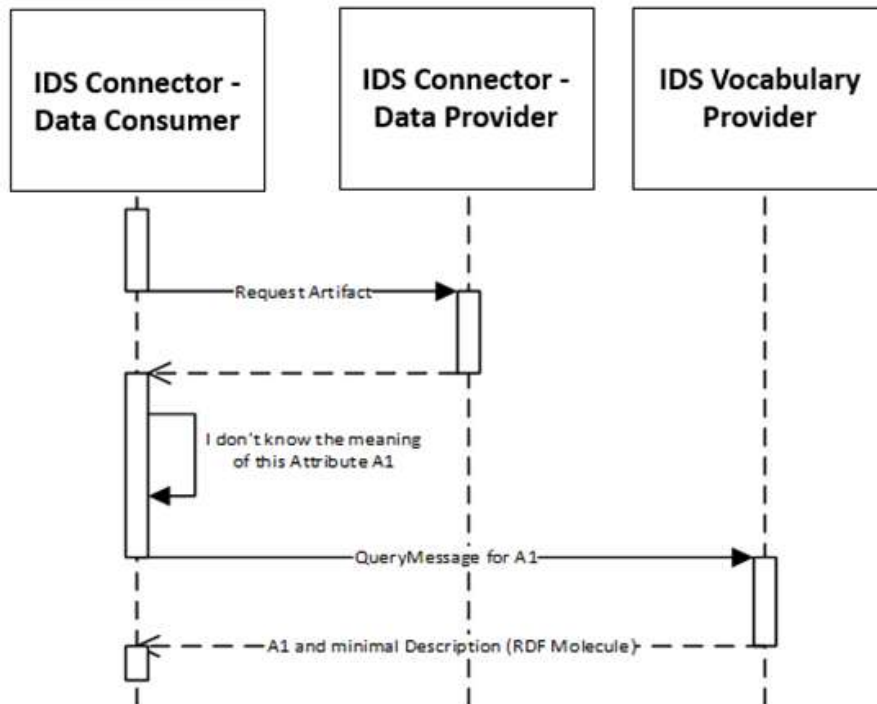 IDS Connector -
Data Consumer
IDS Connector -
Data Provider
IDS Vocabulary
Provider
Request Artifact
I don't know the meaning
of this Attribute A1
QueryMessage for A1
A1 and minimal Description (RDF Molecule)